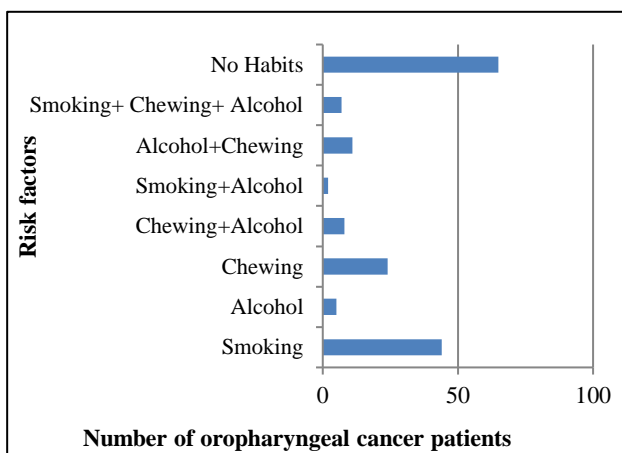 No Habits
Smoking+ Chewing+ Alcohol
Alcohol+Chewing
Smoking+Alcohol
Chewing+Alcohol
Chewing
Alcohol
Smoking
Risk factors
0 50 100
Number of oropharyngeal cancer patients